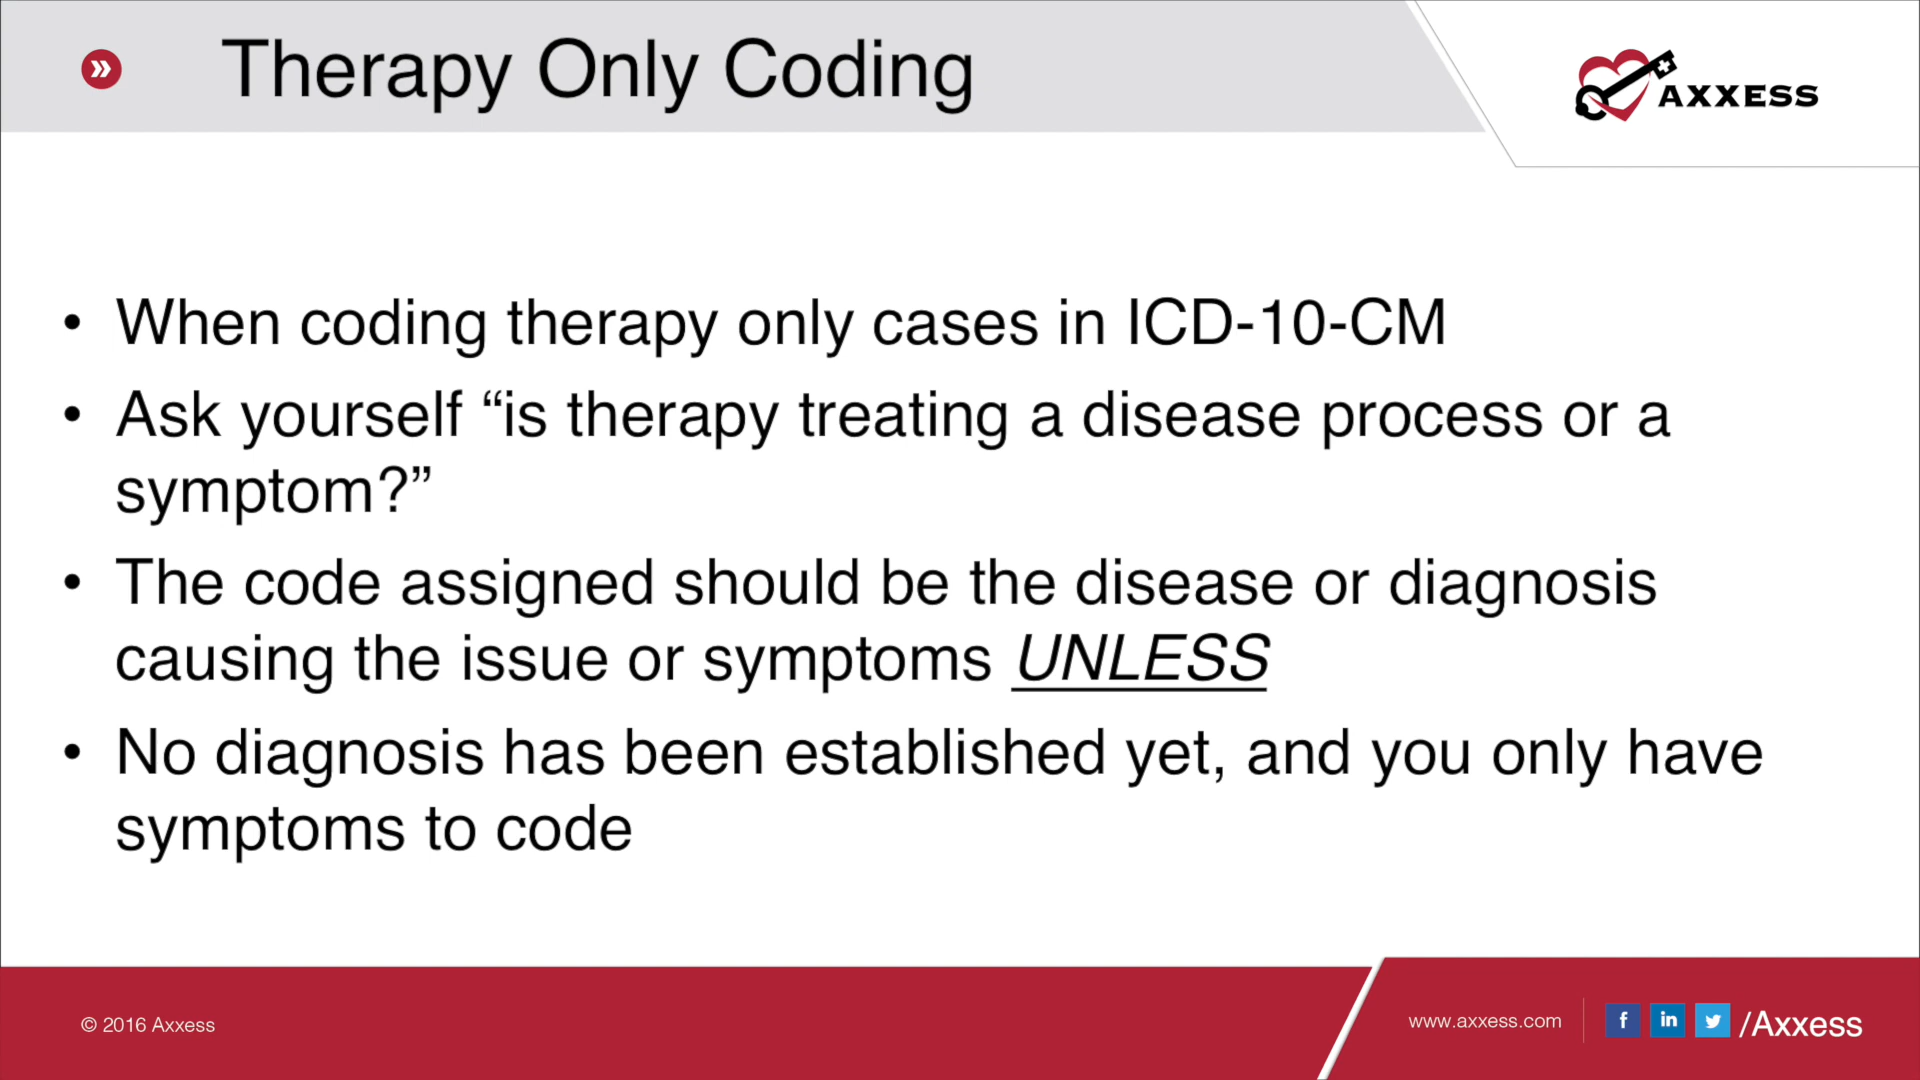 Therapy Only Coding
AXXESS
• When coding therapy only cases in ICD-10-CM
• Ask yourself “is therapy treating a disease process or a
symptom?”
• The code assigned should be the disease or diagnosis
causing the issue or symptoms UNLESS
• No diagnosis has been established yet, and you only have
symptoms to code
© 2016 Axxess
www.axxess.com
f in /Axxess